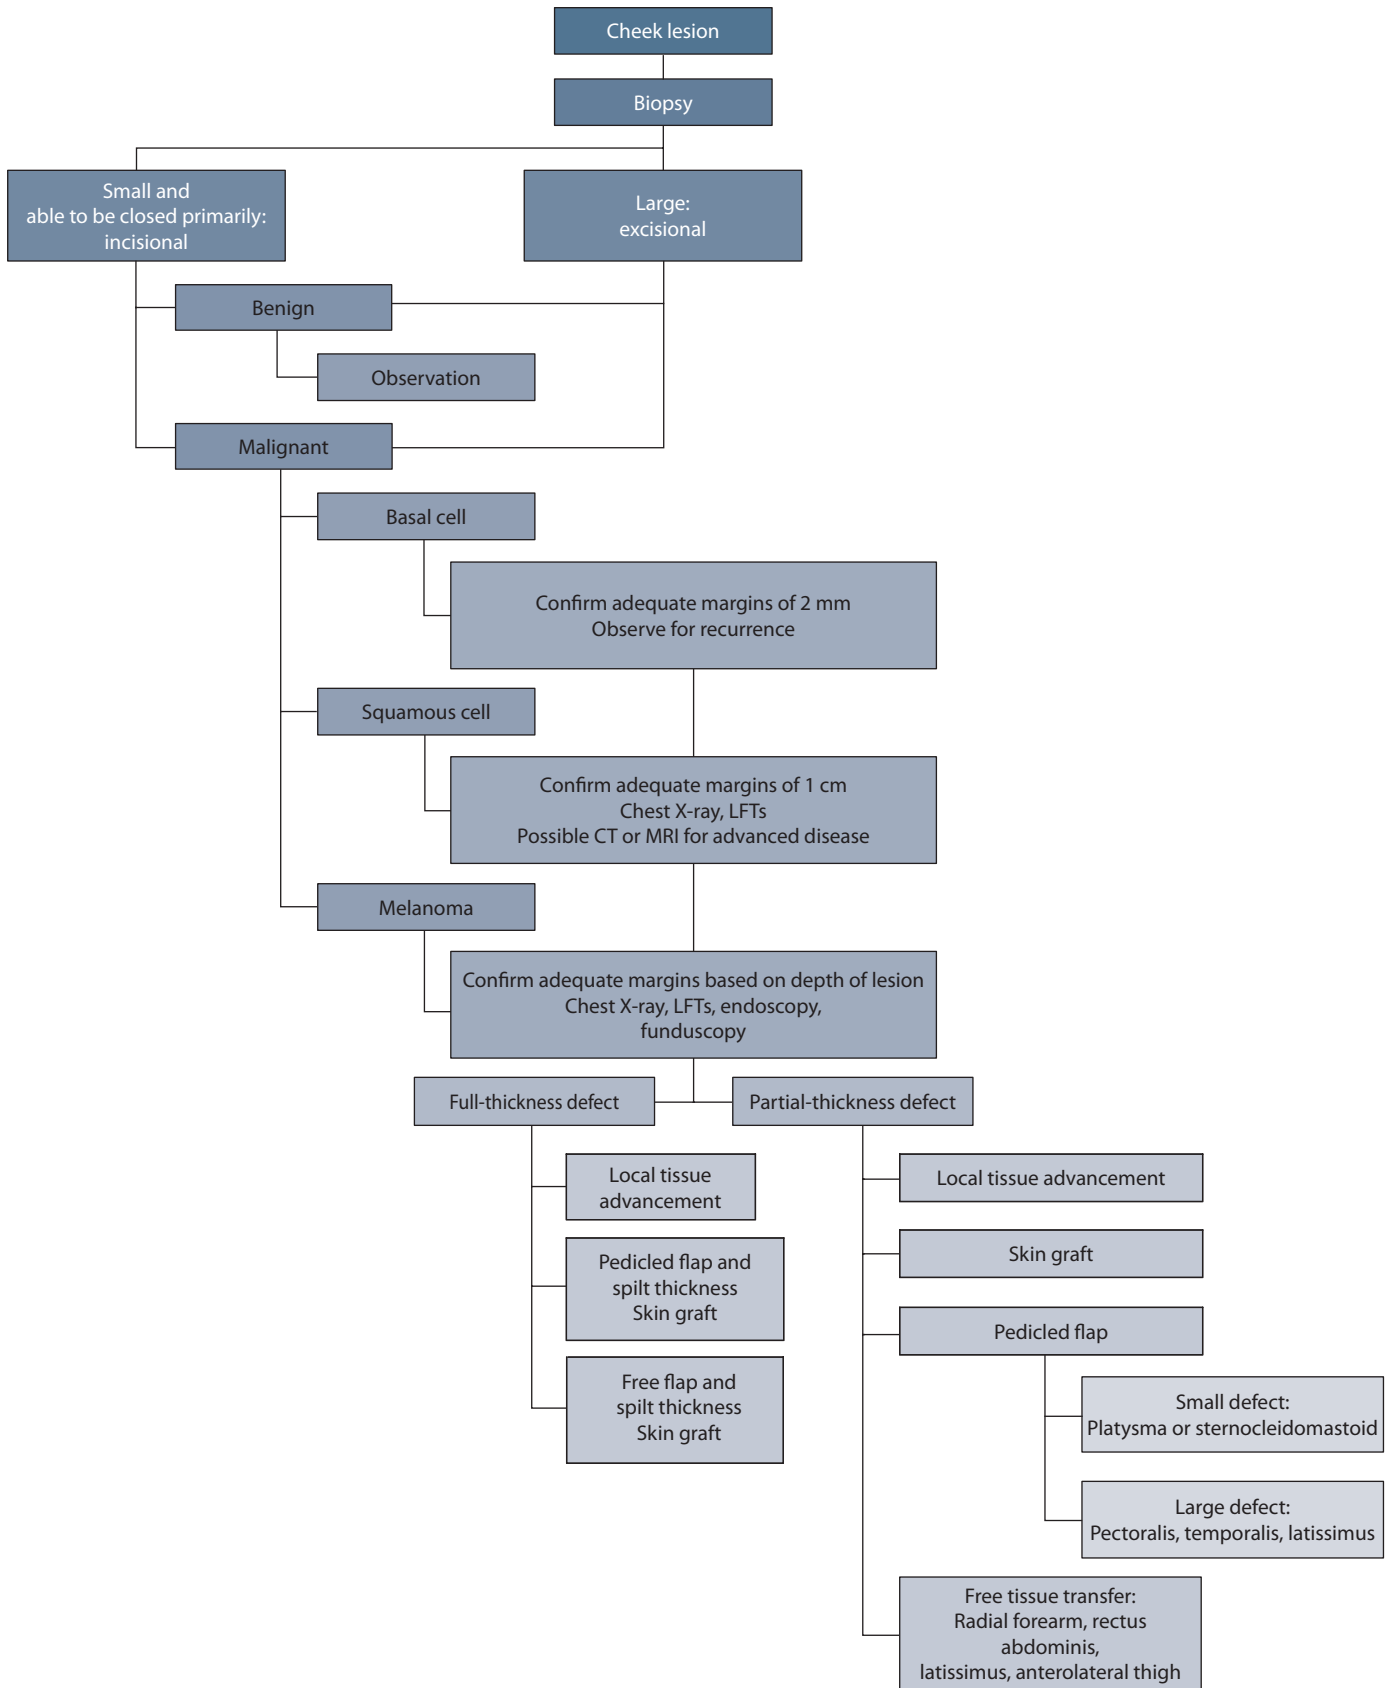 Cheek lesion
Biopsy
Small and
able to be closed primarily:
incisional
Large:
excisional
Benign
Observation
Malignant
Basal cell
Confirm adequate margins of 2 mm
Observe for recurrence
Squamous cell
Confirm adequate margins of 1 cm
Chest X-ray, LFTs
Possible CT or MRI for advanced disease
Melanoma
Confirm adequate margins based on depth of lesion
Chest X-ray, LFTs, endoscopy,
funduscopy
Full-thickness defect
Partial-thickness defect
Local tissue
advancement
Pedicled flap and
spilt thickness
Skin graft
Free flap and
spilt thickness
Skin graft
Local tissue advancement
Skin graft
Pedicled flap
Small defect:
Platysma or sternocleidomastoid
Large defect:
Pectoralis, temporalis, latissimus
Free tissue transfer:
Radial forearm, rectus
abdominis,
latissimus, anterolateral thigh